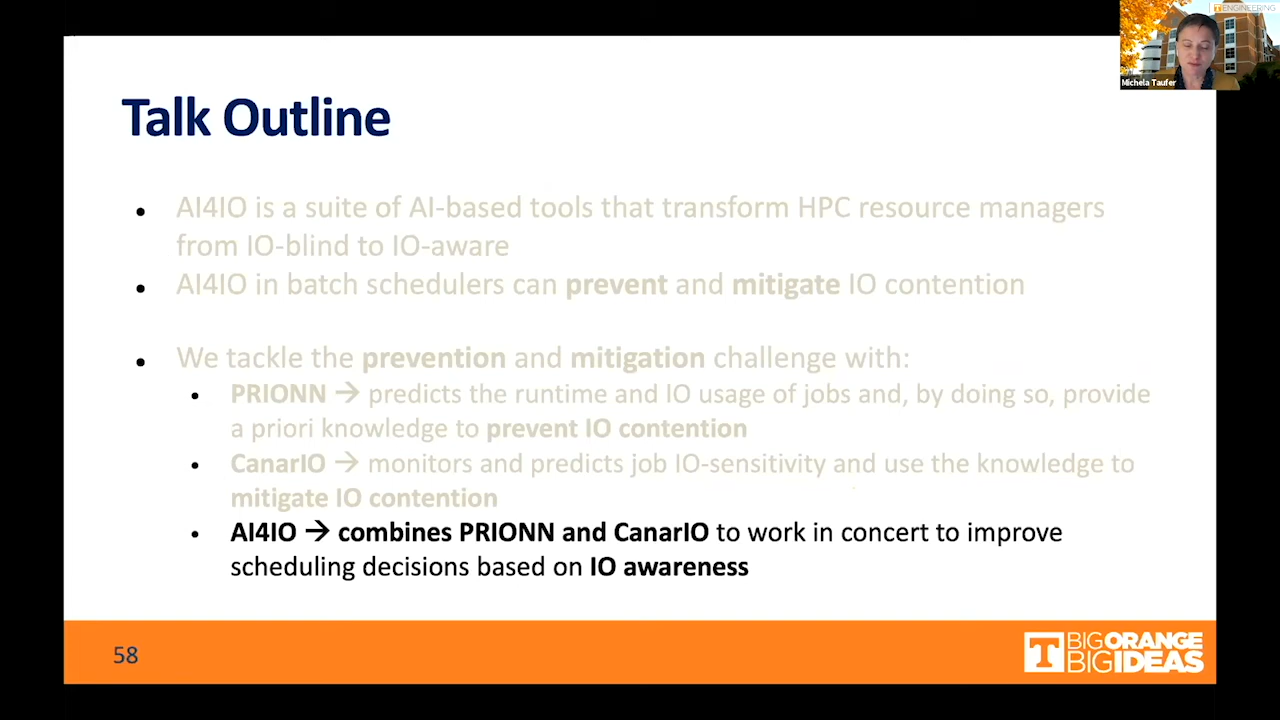 T ENGINEERING
Michela Taufer
Talk Outline
• AI4IO is a suite of AI-based tools that transform HPC resource managers
from IO-blind to IO-aware
• AI4IO in batch schedulers can prevent and mitigate IO contention
• We tackle the prevention and mitigation challenge with:
• PRIONN → predicts the runtime and IO usage of jobs and, by doing so, provide
a priori knowledge to prevent IO contention
• CanarIO → monitors and predicts job IO-sensitivity and use the knowledge to
mitigate IO contention
• AI4IO → combines PRIONN and CanarIO to work in concert to improve
scheduling decisions based on IO awareness
58
T BIG ORANGE
BIG IDEAS